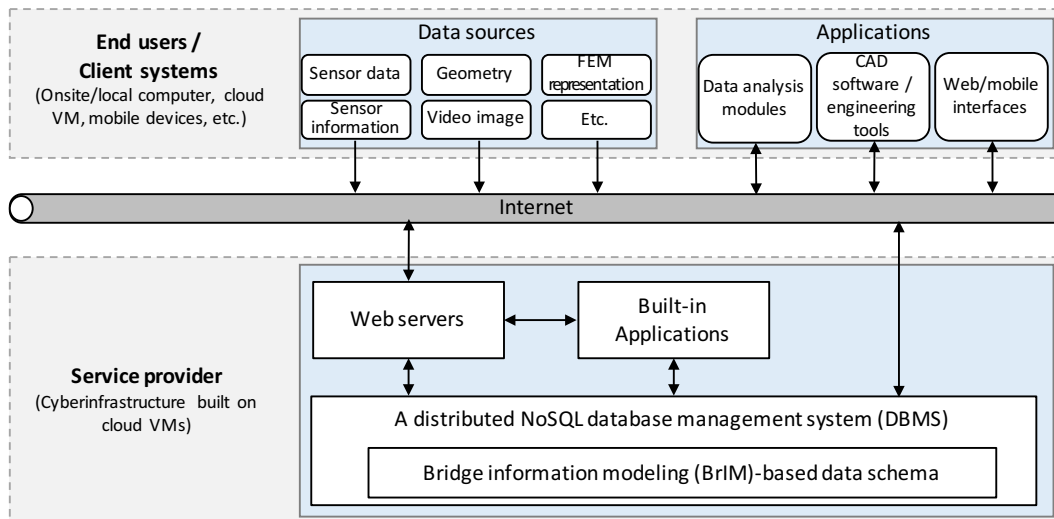 End users /
Client systems
(Onsite/local computer, cloud
VM, mobile devices, etc.)
Data sources
Sensor data
Geometry
FEM
representation
Sensor
information
Video image
Etc.
Applications
Data analysis
modules
CAD
software /
engineering
tools
Web/mobile
interfaces
Internet
Service provider
(Cyberinfrastructure built on
cloud VMs)
Web servers
Built-in
Applications
A distributed NoSQL database management system (DBMS)
Bridge information modeling (BrIM)-based data schema